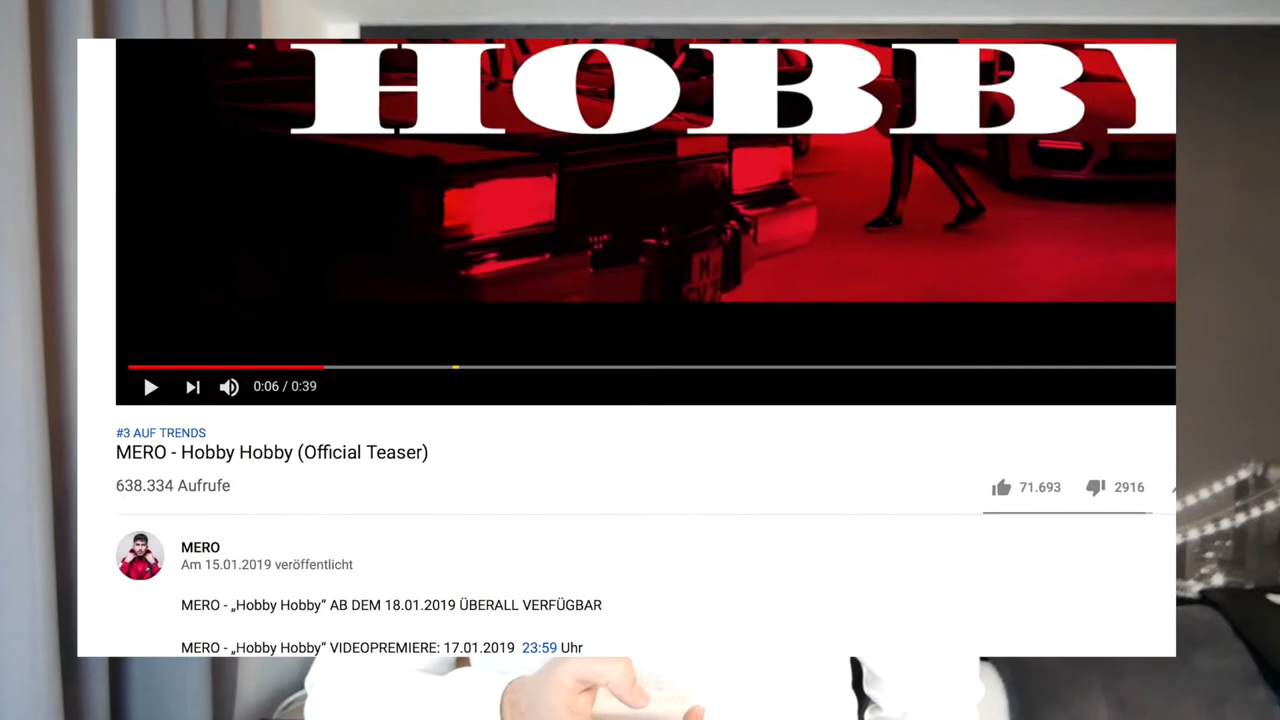 HOBBY
M
0:06 / 0:39
#3 AUF TRENDS
MERO - Hobby Hobby (Official Teaser)
638.334 Aufrufe
71.693
2916
MERO
Am 15.01.2019 veröffentlicht
MERO - „Hobby Hobby“ AB DEM 18.01.2019 ÜBERALL VERFÜGBAR
MERO - „Hobby Hobby“ VIDEOPREMIERE: 17.01.2019 23:59 Uhr